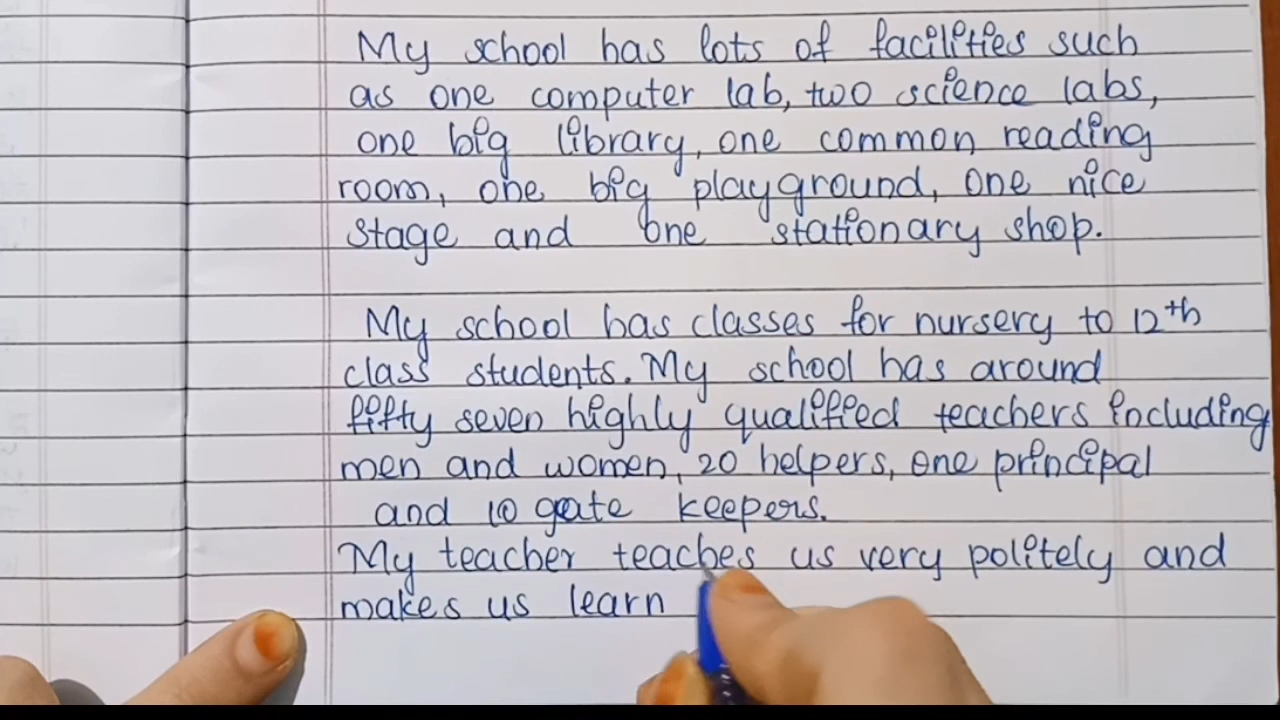 My school has lots of facilities such
as one computer lab, two science labs,
one big library, one common reading
room, one big playground, one nice
stage and one stationary shop.
My school has classes for nursery to 12th
class students. My school has around
fifty seven highly qualified teachers including
men and women, 20 helpers, one principal
and 10 gate keepers.
My teacher teaches us very politely and
makes us learn